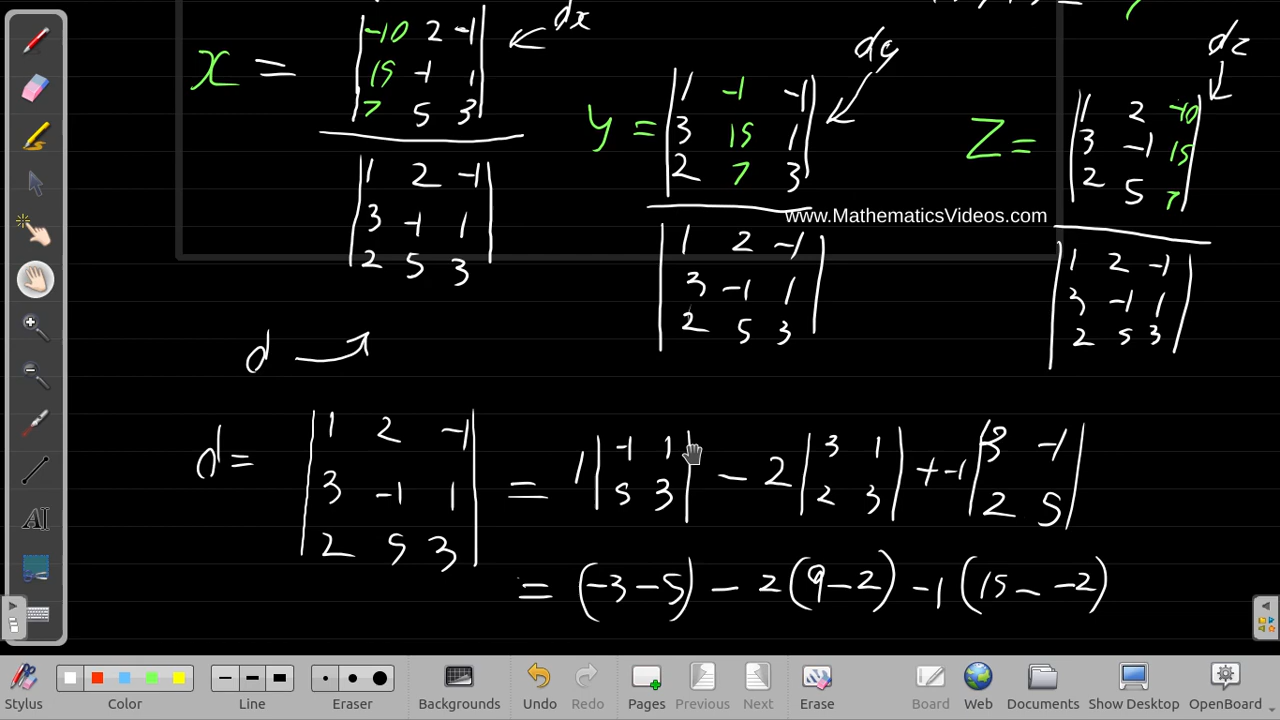 x = |-10 2 -1| ← dx
|15 -1 1|
|7 5 3|
|1 2 -1|
|3 -1 1|
|2 5 3|
y = |1 -1 -1| ← dy
|3 15 1|
|2 7 3|
|1 2 -1|
|3 -1 1|
|2 5 3|
z = |1 2 -10| ← dz
|3 -1 15|
|2 5 7|
|1 2 -1|
|3 -1 1|
|2 5 3|
www.MathematicsVideos.com
d →
d = |1 2 -1|
|3 -1 1|
|2 5 3|
= 1 |-1 1| - 2 |3 1| + -1 |3 -1|
|5 3| |2 3| |2 5|
= (-3 - 5) - 2 (9 - 2) - 1 (15 - -2)
Stylus Color Line Eraser Backgrounds Undo Redo Pages Previous Next Erase Board Web Documents Show Desktop OpenBoard